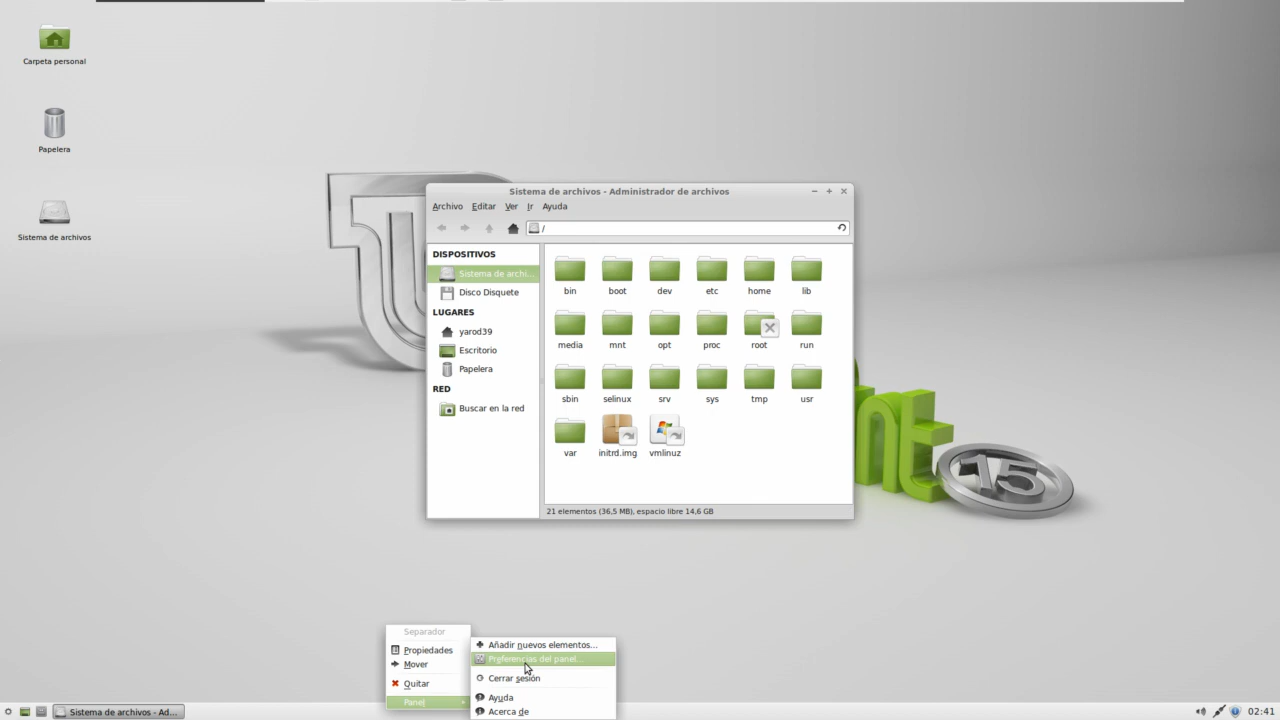 Carpeta personal
Papelera
Sistema de archivos
Sistema de archivos - Administrador de archivos
Archivo Editar Ver Ir Ayuda
/
DISPOSITIVOS
Sistema de archi...
Disco Disquete
LUGARES
yarod39
Escritorio
Papelera
RED
Buscar en la red
bin boot dev etc home lib
media mnt opt proc root run
sbin selinux srv sys tmp usr
var initrd.img vmlinuz
21 elementos (36,5 MB), espacio libre 14,6 GB
nt
15
Separador
Propiedades
Mover
Quitar
Panel
Añadir nuevos elementos...
Preferencias del panel...
Cerrar sesión
Ayuda
Acerca de
Sistema de archivos - Ad...
02:41